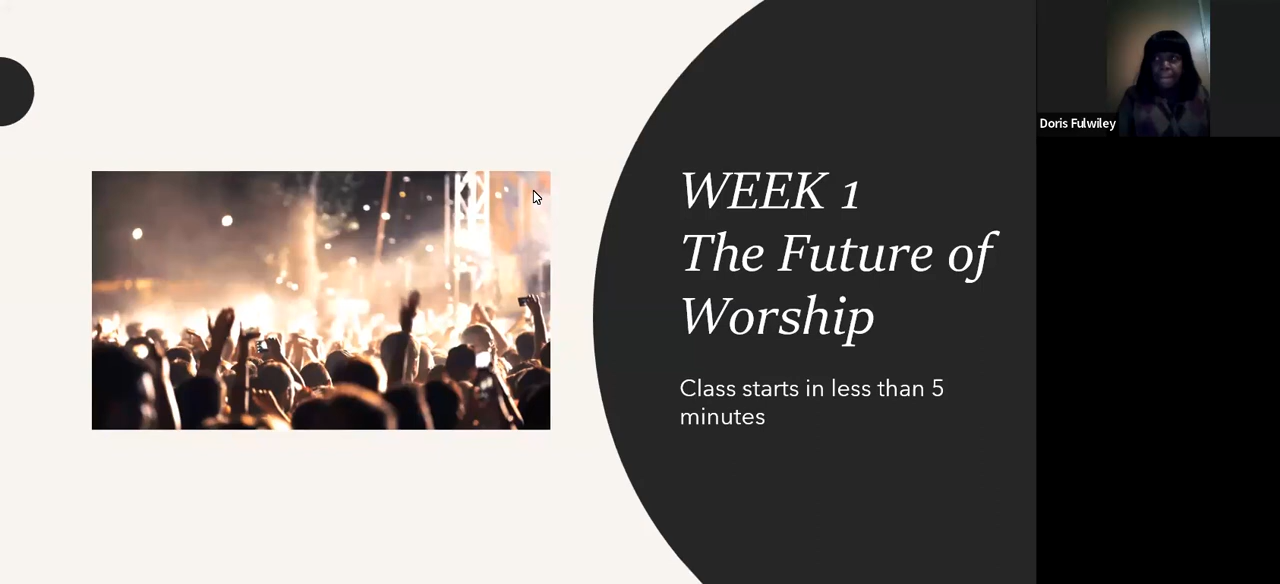 WEEK 1
The Future of
Worship
Class starts in less than 5
minutes
Doris Fulwiley